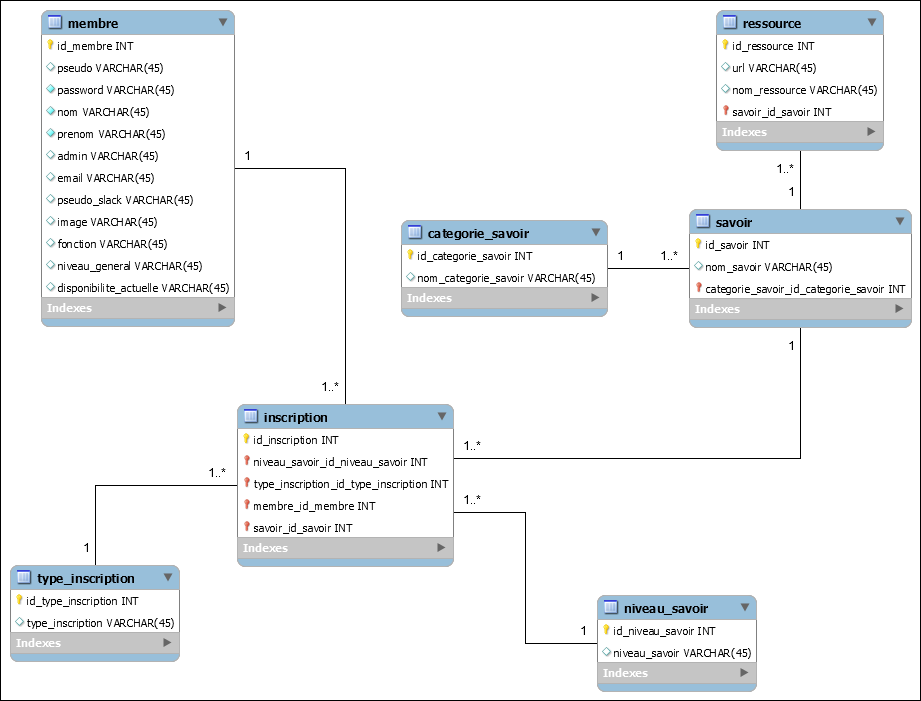 membre
id_membre INT
pseudo VARCHAR(45)
password VARCHAR(45)
nom VARCHAR(45)
prenom VARCHAR(45)
admin VARCHAR(45)
email VARCHAR(45)
pseudo_slack VARCHAR(45)
image VARCHAR(45)
fonction VARCHAR(45)
niveau_general VARCHAR(45)
disponibilite_actuelle VARCHAR(45)
Indexes
1
1..*
ressource
id_ressource INT
url VARCHAR(45)
nom_ressource VARCHAR(45)
savoir_id_savoir INT
Indexes
1..*
1
categorie_savoir
id_categorie_savoir INT
nom_categorie_savoir VARCHAR(45)
Indexes
1
1..*
savoir
id_savoir INT
nom_savoir VARCHAR(45)
categorie_savoir_id_categorie_savoir INT
Indexes
1
1..*
inscription
id_inscription INT
niveau_savoir_id_niveau_savoir INT
type_inscription_id_type_inscription INT
membre_id_membre INT
savoir_id_savoir INT
Indexes
1..*
1
1..*
1
type_inscription
id_type_inscription INT
type_inscription VARCHAR(45)
Indexes
niveau_savoir
id_niveau_savoir INT
niveau_savoir VARCHAR(45)
Indexes